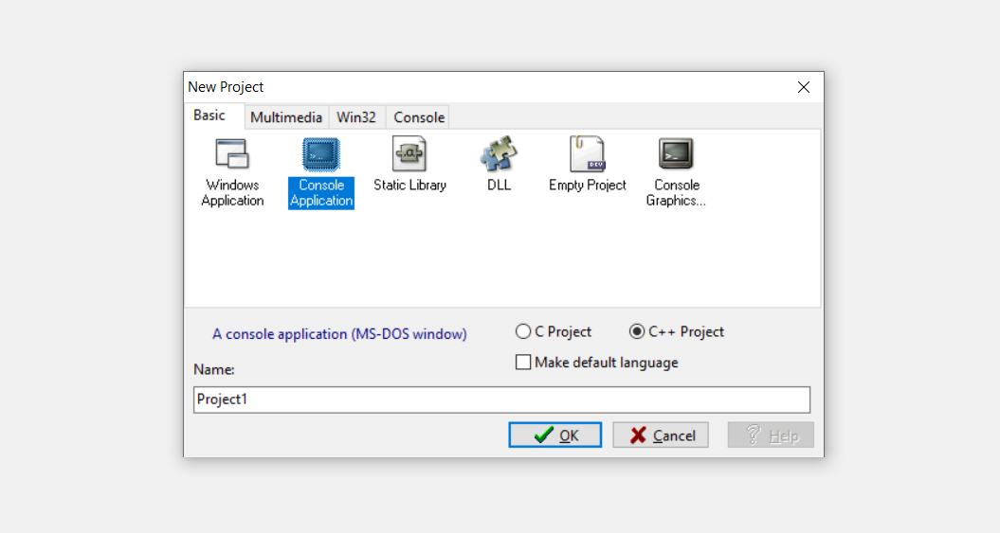 New Project
Basic Multimedia Win32 Console
Windows Application
Console Application
Static Library
DLL
Empty Project
Console Graphics...
A console application (MS-DOS window)
C Project C++ Project
Make default language
Name:
Project1
OK Cancel Help